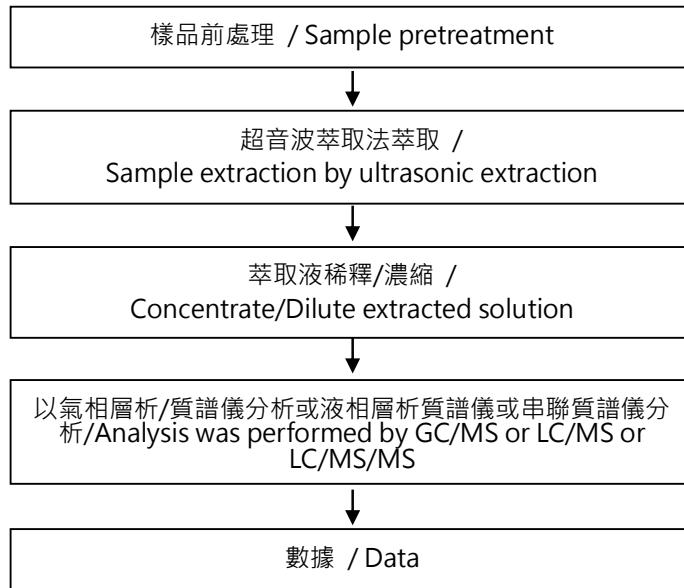 樣品前處理 / Sample pretreatment
超音波萃取法萃取 /
Sample extraction by ultrasonic extraction
萃取液稀釋/濃縮 /
Concentrate/Dilute extracted solution
以氣相層析/質譜儀分析或液相層析質譜儀或串聯質譜儀分
析/Analysis was performed by GC/MS or LC/MS or
LC/MS/MS
數據 / Data